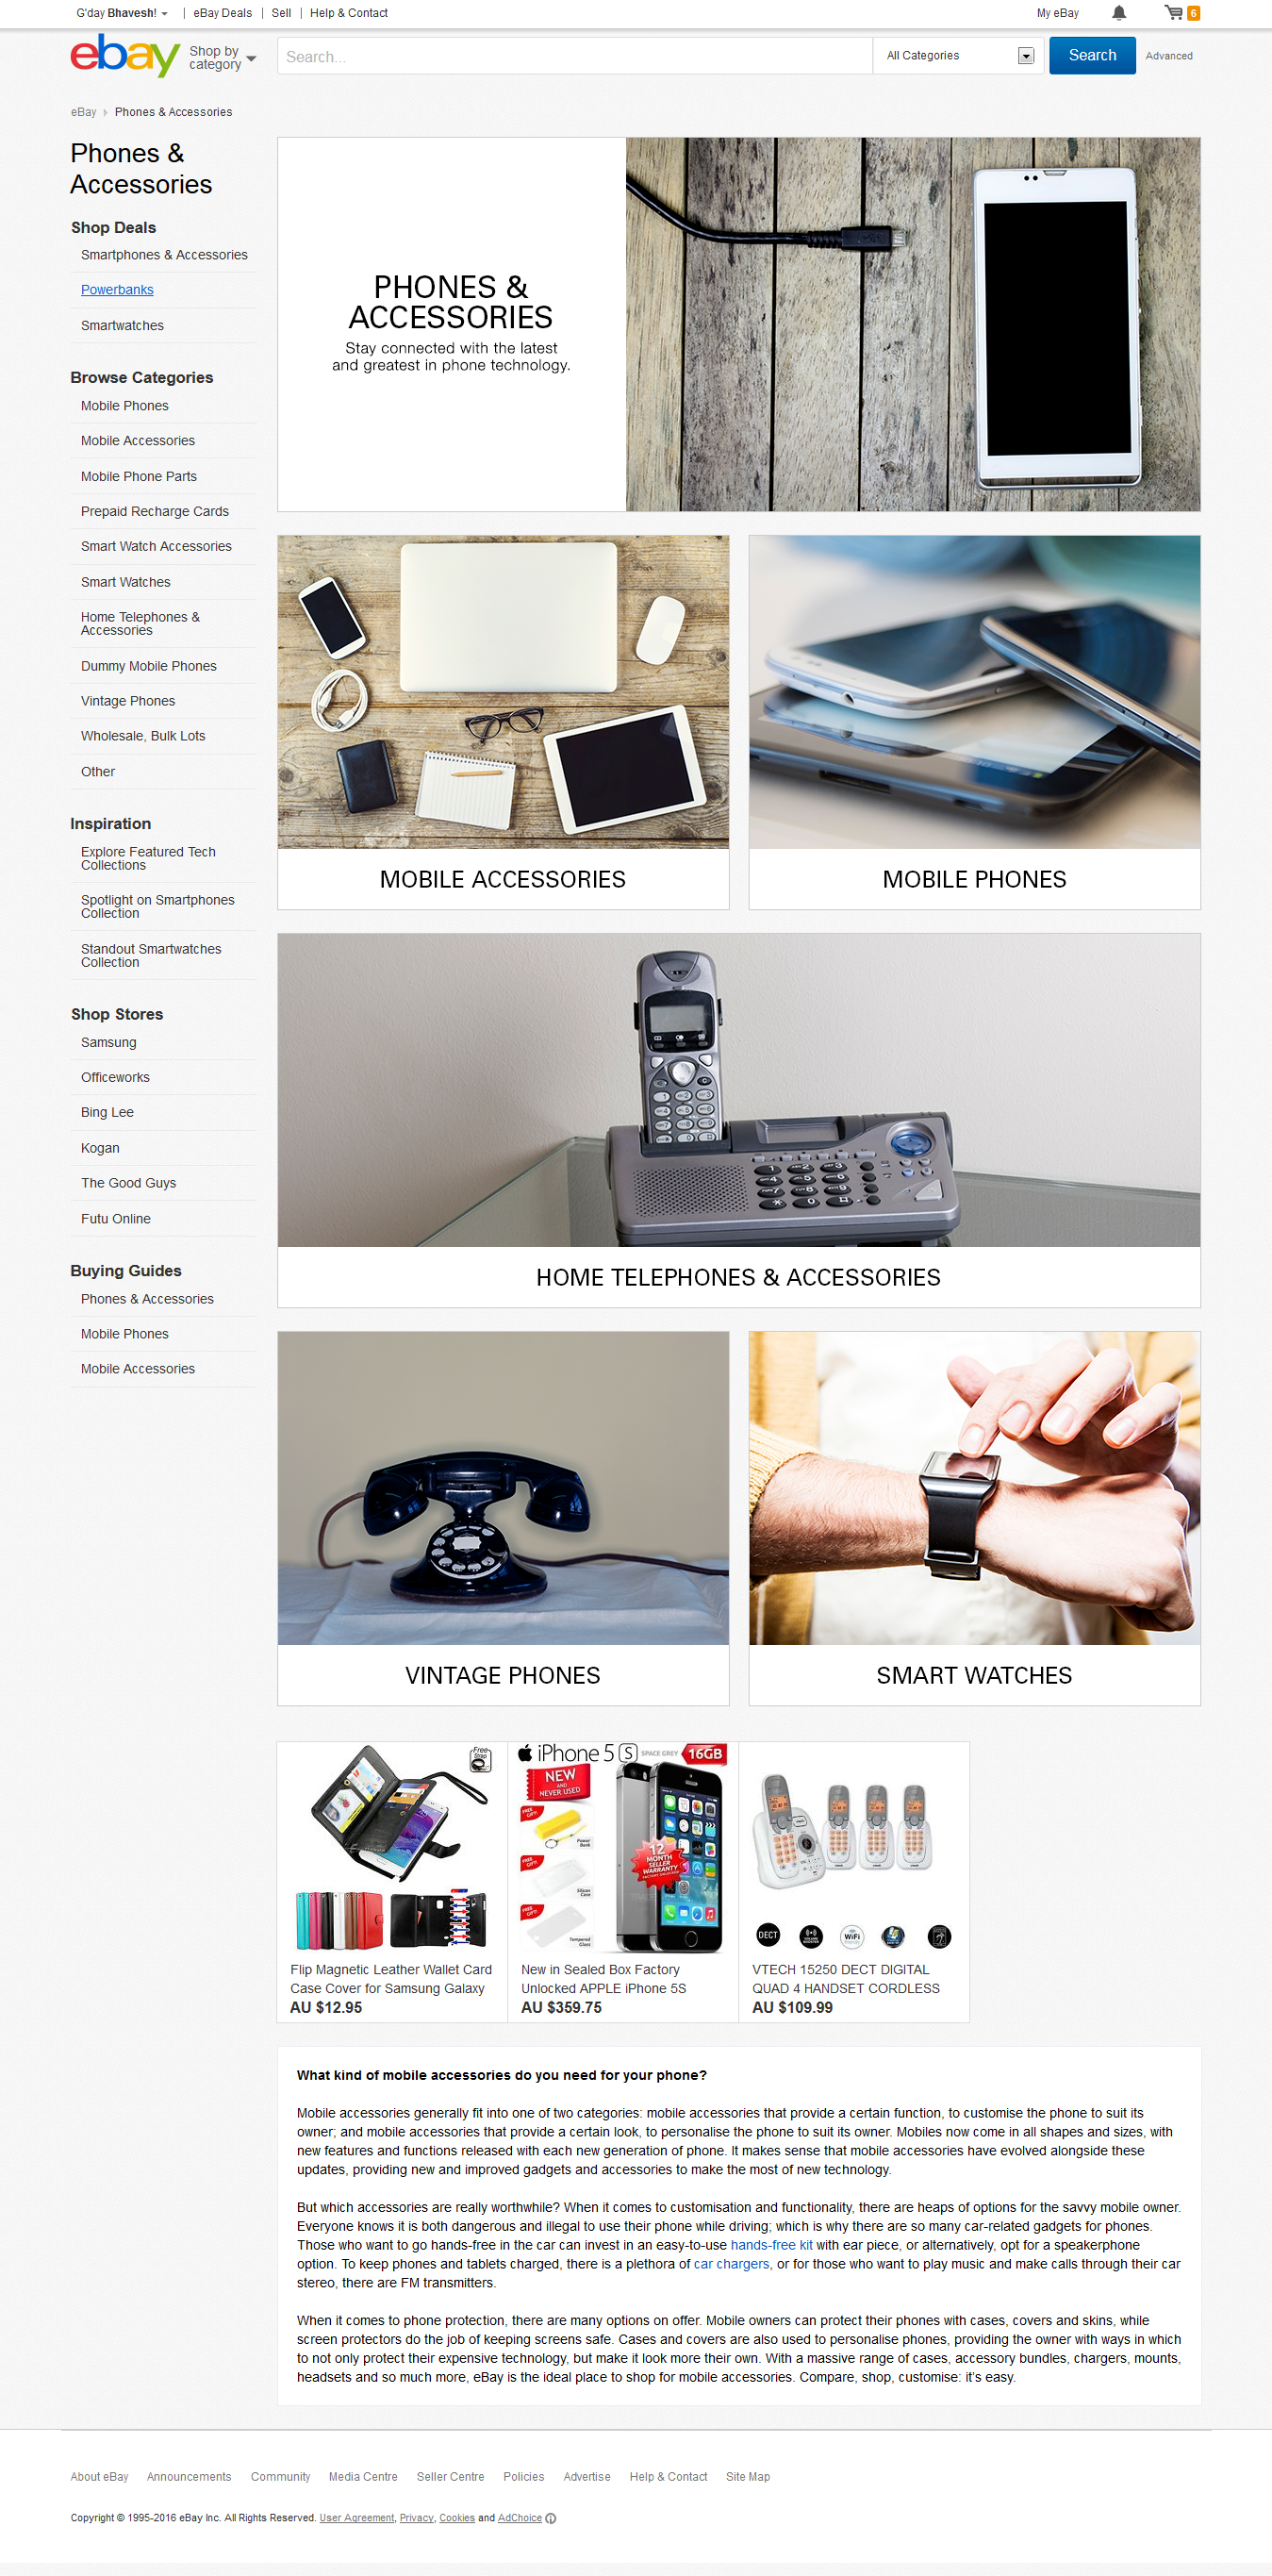 G'day Bhavesh! | eBay Deals | Sell | Help & Contact
My eBay 6
ebay
Shop by
category
Search...
All Categories
Search
Advanced
eBay Phones & Accessories
Phones &
Accessories
Shop Deals
Smartphones & Accessories
Powerbanks
Smartwatches
Browse Categories
Mobile Phones
Mobile Accessories
Mobile Phone Parts
Prepaid Recharge Cards
Smart Watch Accessories
Smart Watches
Home Telephones &
Accessories
Dummy Mobile Phones
Vintage Phones
Wholesale, Bulk Lots
Other
Inspiration
Explore Featured Tech
Collections
Spotlight on Smartphones
Collection
Standout Smartwatches
Collection
Shop Stores
Samsung
Officeworks
Bing Lee
Kogan
The Good Guys
Futu Online
Buying Guides
Phones & Accessories
Mobile Phones
Mobile Accessories
PHONES &
ACCESSORIES
Stay connected with the latest
and greatest in phone technology.
MOBILE ACCESSORIES
MOBILE PHONES
HOME TELEPHONES & ACCESSORIES
VINTAGE PHONES
SMART WATCHES
Free
Strap
iPhone 5 S SPACE GREY 16GB
NEW
AND
NEVER USED
FREE
GIFT!
Power
Bank
FREE
GIFT!
Silicon
Case
FREE
GIFT!
Tempered
Glass
12
MONTH
SELLER
WARRANTY
DECT
WiFi
Flip Magnetic Leather Wallet Card
Case Cover for Samsung Galaxy
AU $12.95
New in Sealed Box Factory
Unlocked APPLE iPhone 5S
AU $359.75
VTECH 15250 DECT DIGITAL
QUAD 4 HANDSET CORDLESS
AU $109.99
What kind of mobile accessories do you need for your phone?
Mobile accessories generally fit into one of two categories: mobile accessories that provide a certain function, to customise the phone to suit its
owner; and mobile accessories that provide a certain look, to personalise the phone to suit its owner. Mobiles now come in all shapes and sizes, with
new features and functions released with each new generation of phone. It makes sense that mobile accessories have evolved alongside these
updates, providing new and improved gadgets and accessories to make the most of new technology.
But which accessories are really worthwhile? When it comes to customisation and functionality, there are heaps of options for the savvy mobile owner.
Everyone knows it is both dangerous and illegal to use their phone while driving; which is why there are so many car-related gadgets for phones.
Those who want to go hands-free in the car can invest in an easy-to-use hands-free kit with ear piece, or alternatively, opt for a speakerphone
option. To keep phones and tablets charged, there is a plethora of car chargers, or for those who want to play music and make calls through their car
stereo, there are FM transmitters.
When it comes to phone protection, there are many options on offer. Mobile owners can protect their phones with cases, covers and skins, while
screen protectors do the job of keeping screens safe. Cases and covers are also used to personalise phones, providing the owner with ways in which
to not only protect their expensive technology, but make it look more their own. With a massive range of cases, accessory bundles, chargers, mounts,
headsets and so much more, eBay is the ideal place to shop for mobile accessories. Compare, shop, customise: it's easy.
About eBay Announcements Community Media Centre Seller Centre Policies Advertise Help & Contact Site Map
Copyright © 1995-2016 eBay Inc. All Rights Reserved. User Agreement, Privacy, Cookies and AdChoice